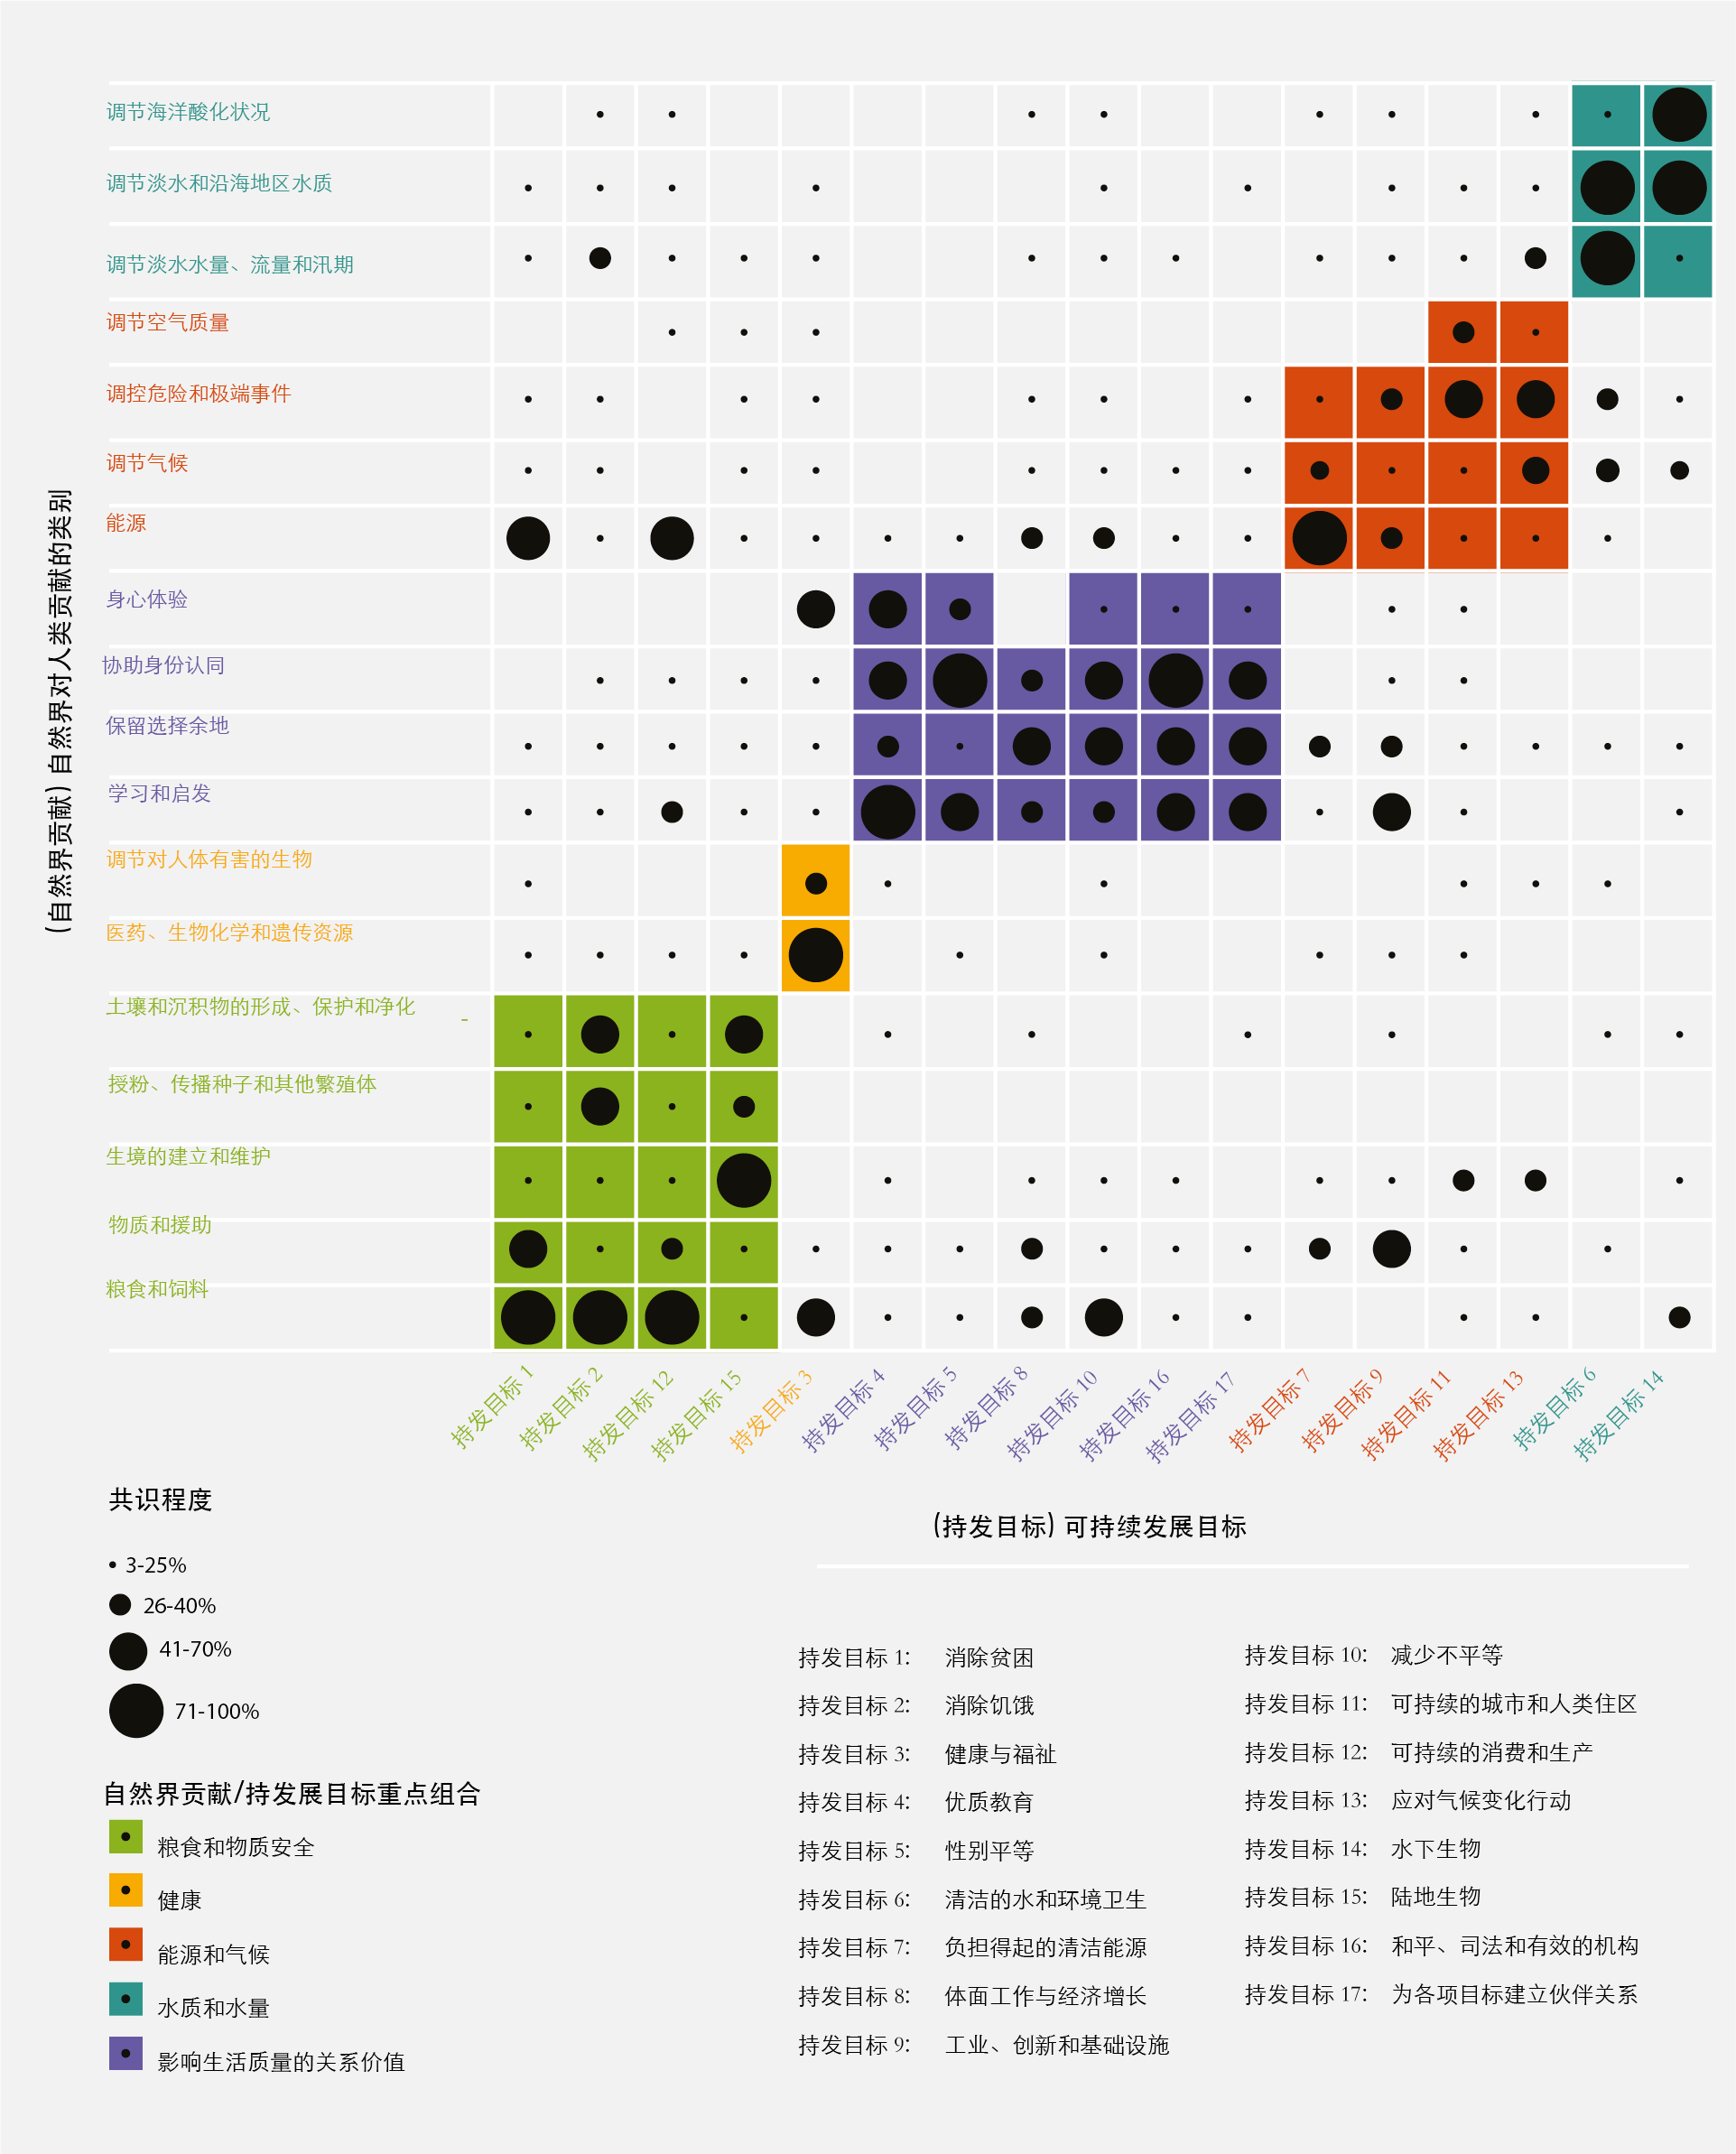 调节海洋酸化状况
调节淡水和沿海地区水质
调节淡水水量、流量和汛期
调节空气质量
调控危险和极端事件
调节气候
能源
身心体验
协助身份认同
保留选择余地
学习和启发
调节对人体有害的生物
医药、生物化学和遗传资源
土壤和沉积物的形成、保护和净化 -
授粉、传播种子和其他繁殖体
生境的建立和维护
物质和援助
粮食和饲料
(自然界贡献) 自然界对人类贡献的类别
持发目标 1
持发目标 2
持发目标 12
持发目标 15
持发目标 3
持发目标 4
持发目标 5
持发目标 8
持发目标 10
持发目标 16
持发目标 17
持发目标 7
持发目标 9
持发目标 11
持发目标 13
持发目标 6
持发目标 14
共识程度
3-25%
26-40%
41-70%
71-100%
自然界贡献/持发展目标重点组合
粮食和物质安全
健康
能源和气候
水质和水量
影响生活质量的关系价值
(持发目标) 可持续发展目标
持发目标 1: 消除贫困
持发目标 2: 消除饥饿
持发目标 3: 健康与福祉
持发目标 4: 优质教育
持发目标 5: 性别平等
持发目标 6: 清洁的水和环境卫生
持发目标 7: 负担得起的清洁能源
持发目标 8: 体面工作与经济增长
持发目标 9: 工业、创新和基础设施
持发目标 10: 减少不平等
持发目标 11: 可持续的城市和人类住区
持发目标 12: 可持续的消费和生产
持发目标 13: 应对气候变化行动
持发目标 14: 水下生物
持发目标 15: 陆地生物
持发目标 16: 和平、司法和有效的机构
持发目标 17: 为各项目标建立伙伴关系